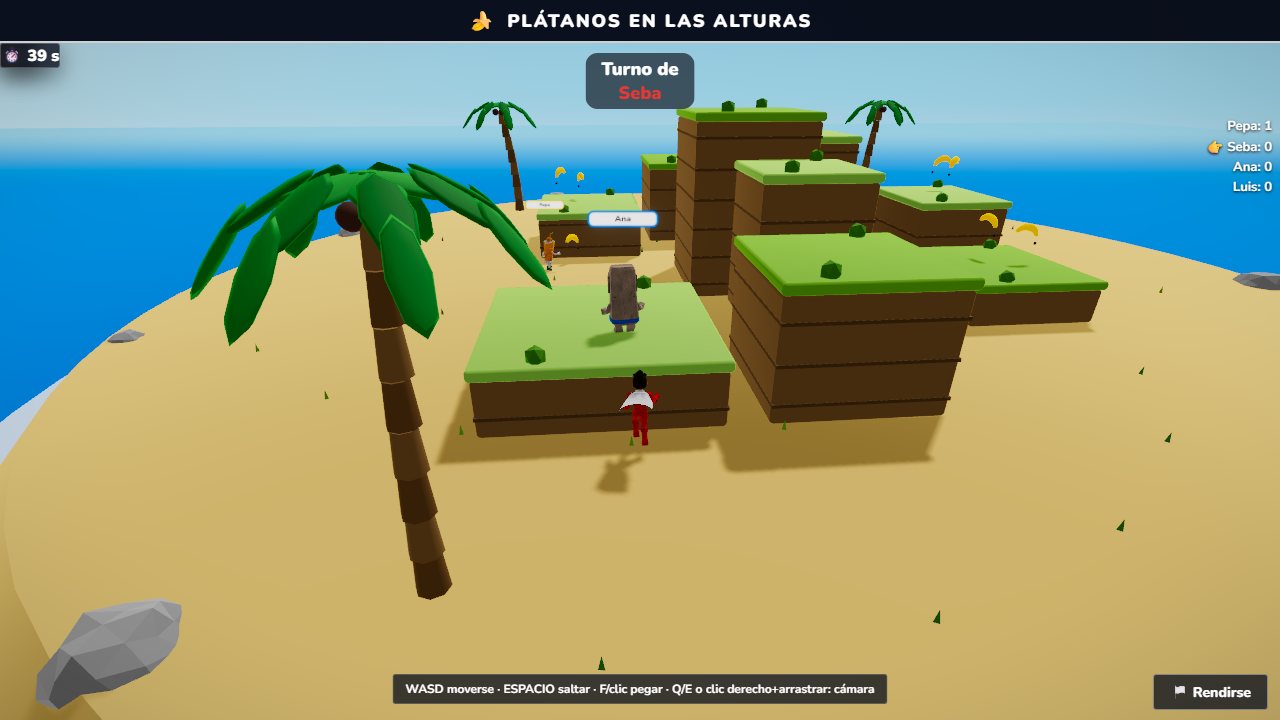 PLÁTANOS EN LAS ALTURAS
39 s
Turno de
Seba
Pepa: 1
Seba: 0
Ana: 0
Luis: 0
Pepa
Ana
WASD moverse · ESPACIO saltar · F/clic pegar · Q/E o clic derecho+arrastrar: cámara
Rendirse